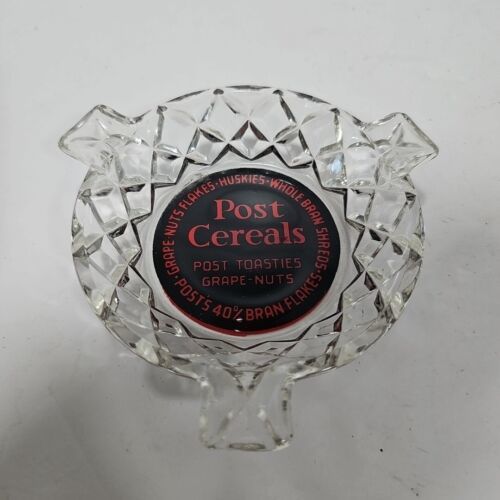 GRAPE NUTS FLAKES · HUSKIES · WHOLE BRAN SHREDS ·
Post
Cereals
POST TOASTIES
GRAPE-NUTS
· POST'S 40% BRAN FLAKES ·